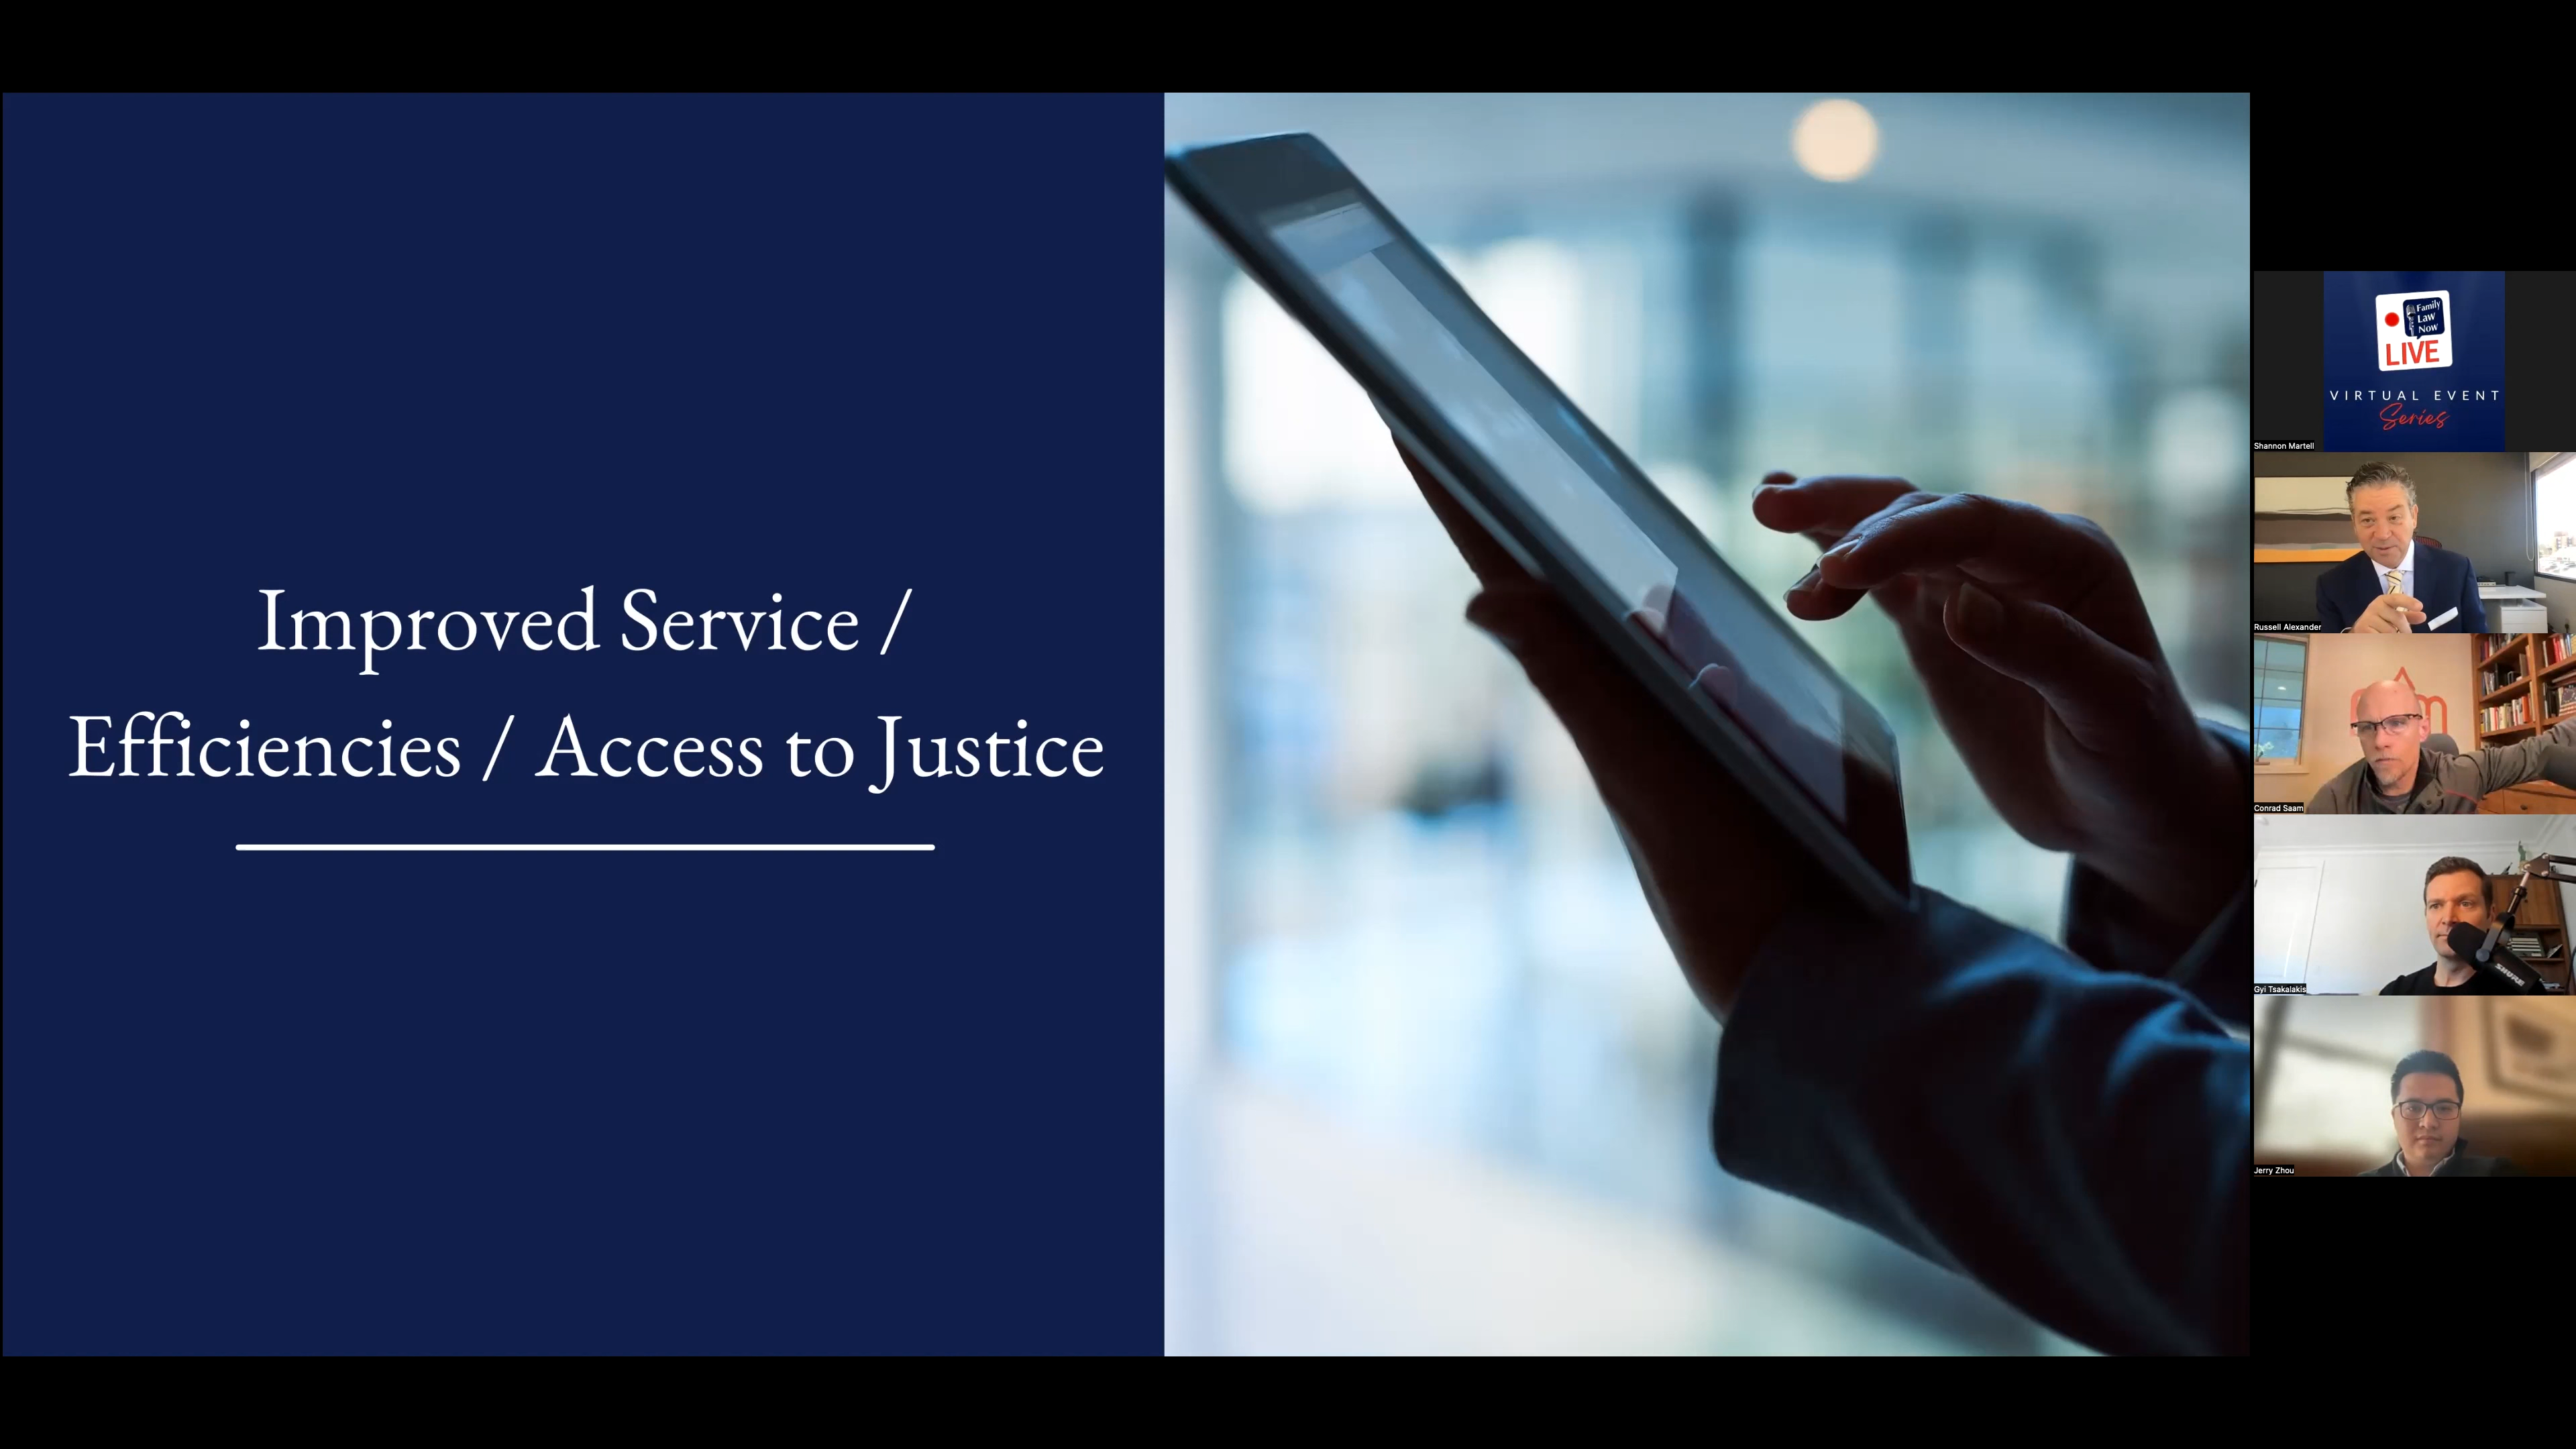 Improved Service /
Efficiencies / Access to Justice
Family
Law
Now
LIVE
VIRTUAL EVENT
Series
Shannon Martell
Russell Alexander
Conrad Saam
SHURE
Gyi Tsakalakis
Jerry Zhou